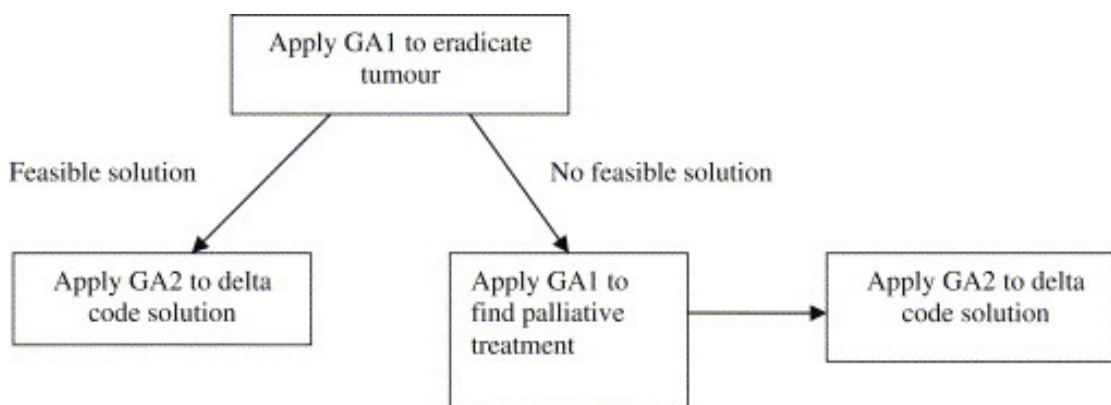 Apply GA1 to eradicate
tumour
Feasible solution
No feasible solution
Apply GA2 to delta
code solution
Apply GA1 to
find palliative
treatment
Apply GA2 to delta
code solution